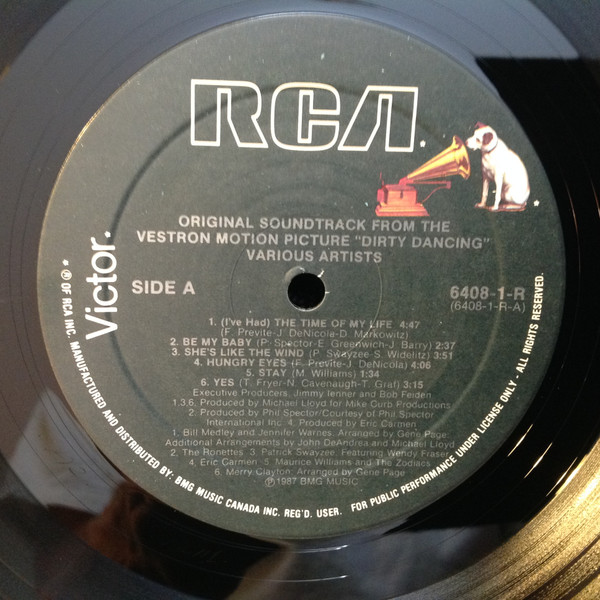 RCA.
ORIGINAL SOUNDTRACK FROM THE
VESTRON MOTION PICTURE "DIRTY DANCING"
VARIOUS ARTISTS
Victor.
SIDE A
6408-1-R
(6408-1-R-A)
1. (I've Had) THE TIME OF MY LIFE 4:47
(F. Previte-J. DeNicola-D. Markowitz)
2. BE MY BABY (P. Spector-E. Greenwich-J. Barry) 2:37
3. SHE'S LIKE THE WIND (P. Swayzee-S. Widelitz) 3:51
4. HUNGRY EYES (F. Previte-J. DeNicola) 4:06
5. STAY (M. Williams) 1:34
6. YES (T. Fryer-N. Cavenaugh-T. Graf) 3:15
Executive Producers, Jimmy Ienner and Bob Feiden
1,3,6. Produced by Michael Lloyd for Mike Curb Productions
2. Produced by Phil Spector/Courtesy of Phil Spector
International Inc. 4. Produced by Eric Carmen
1. Bill Medley and Jennifer Warnes. Arranged by Gene Page
Additional Arrangements by John DeAndrea and Michael Lloyd
2. The Ronettes 3. Patrick Swayzee, Featuring Wendy Fraser
4. Eric Carmen 5. Maurice Williams and The Zodiacs
6. Merry Clayton: Arranged by Gene Page
℗1987 BMG MUSIC
* ® OF RCA INC. MANUFACTURED AND DISTRIBUTED BY: BMG MUSIC CANADA INC. REG'D. USER. FOR PUBLIC PERFORMANCE UNDER LICENSE ONLY - ALL RIGHTS RESERVED.